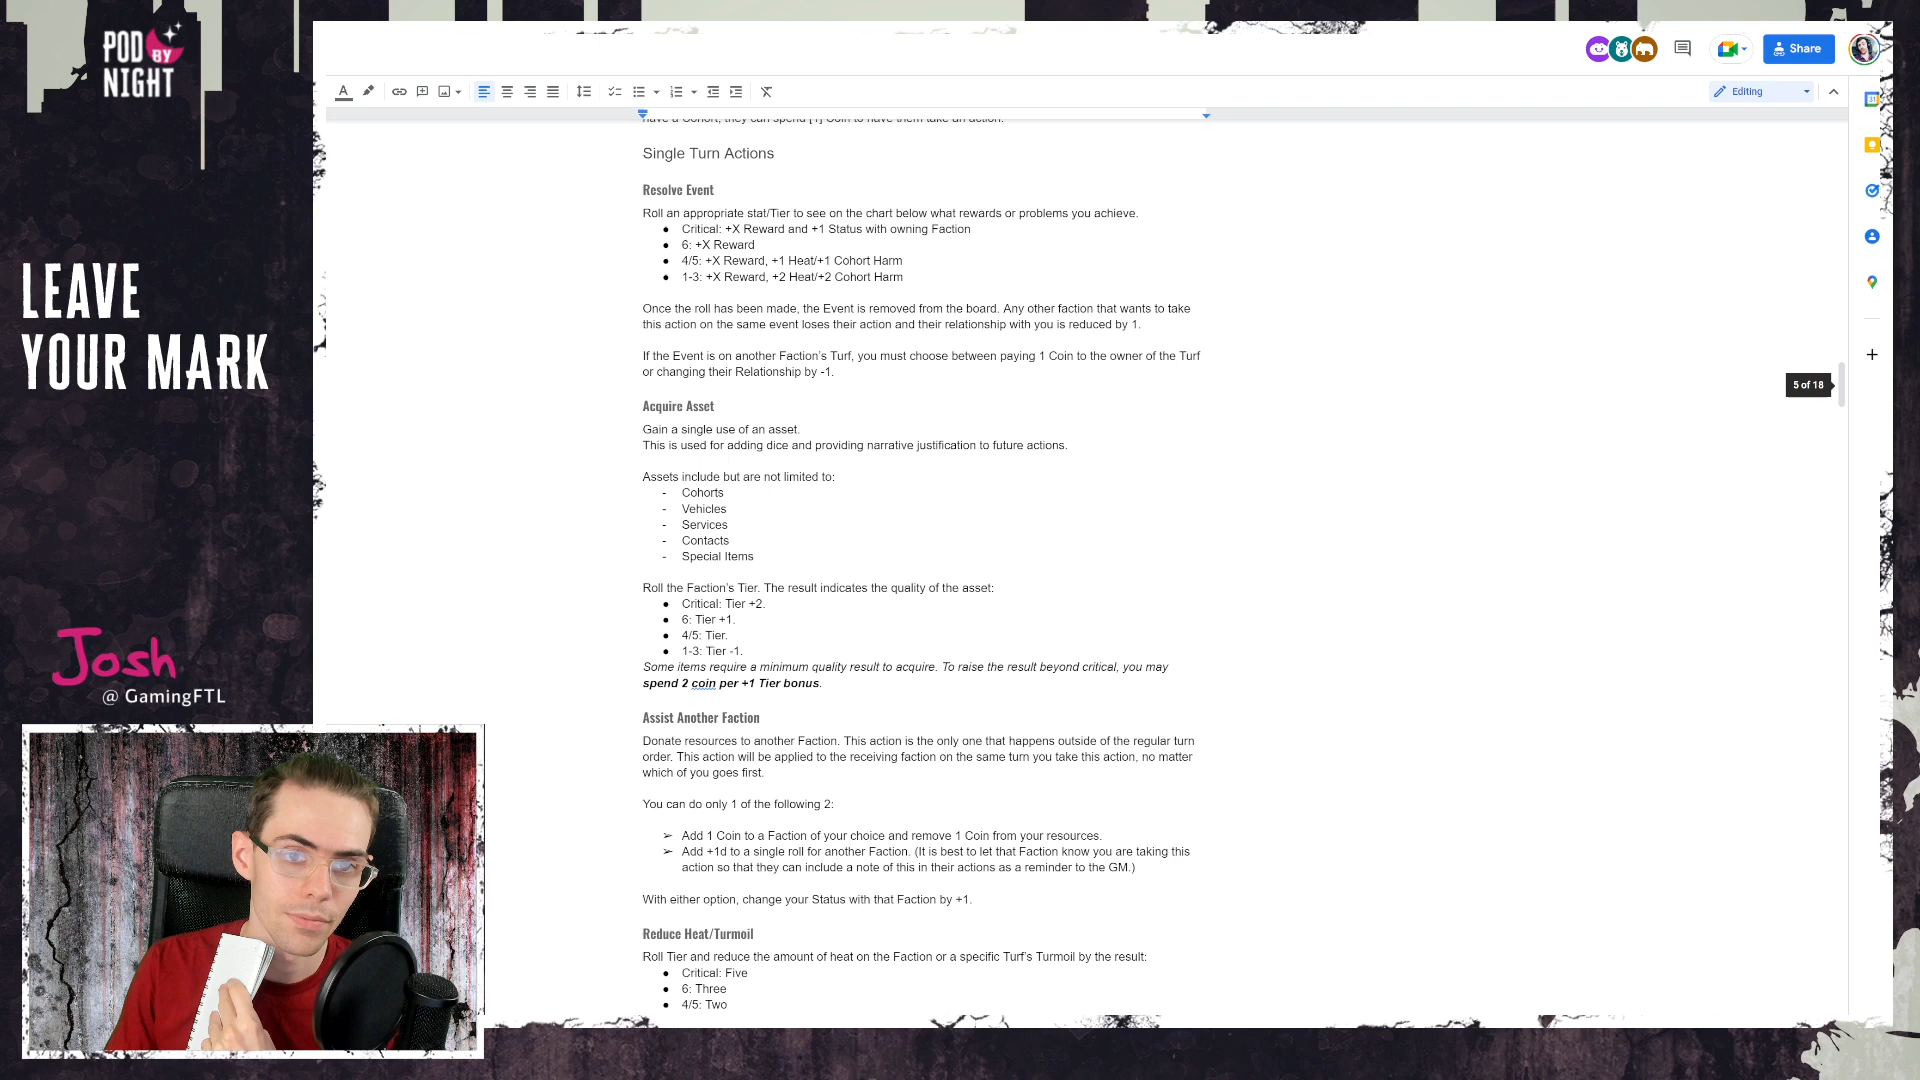 POD BY NIGHT
LEAVE
YOUR MARK
Josh
@ GamingFTL
Share
Editing
31
5 of 18
have a Cohort, they can spend [1] Coin to have them take an action.
Single Turn Actions
Resolve Event
Roll an appropriate stat/Tier to see on the chart below what rewards or problems you achieve.
● Critical: +X Reward and +1 Status with owning Faction
● 6: +X Reward
● 4/5: +X Reward, +1 Heat/+1 Cohort Harm
● 1-3: +X Reward, +2 Heat/+2 Cohort Harm
Once the roll has been made, the Event is removed from the board. Any other faction that wants to take
this action on the same event loses their action and their relationship with you is reduced by 1.
If the Event is on another Faction's Turf, you must choose between paying 1 Coin to the owner of the Turf
or changing their Relationship by -1.
Acquire Asset
Gain a single use of an asset.
This is used for adding dice and providing narrative justification to future actions.
Assets include but are not limited to:
- Cohorts
- Vehicles
- Services
- Contacts
- Special Items
Roll the Faction's Tier. The result indicates the quality of the asset:
● Critical: Tier +2.
● 6: Tier +1.
● 4/5: Tier.
● 1-3: Tier -1.
Some items require a minimum quality result to acquire. To raise the result beyond critical, you may
spend 2 coin per +1 Tier bonus.
Assist Another Faction
Donate resources to another Faction. This action is the only one that happens outside of the regular turn
order. This action will be applied to the receiving faction on the same turn you take this action, no matter
which of you goes first.
You can do only 1 of the following 2:
➢ Add 1 Coin to a Faction of your choice and remove 1 Coin from your resources.
➢ Add +1d to a single roll for another Faction. (It is best to let that Faction know you are taking this
action so that they can include a note of this in their actions as a reminder to the GM.)
With either option, change your Status with that Faction by +1.
Reduce Heat/Turmoil
Roll Tier and reduce the amount of heat on the Faction or a specific Turf's Turmoil by the result:
● Critical: Five
● 6: Three
● 4/5: Two